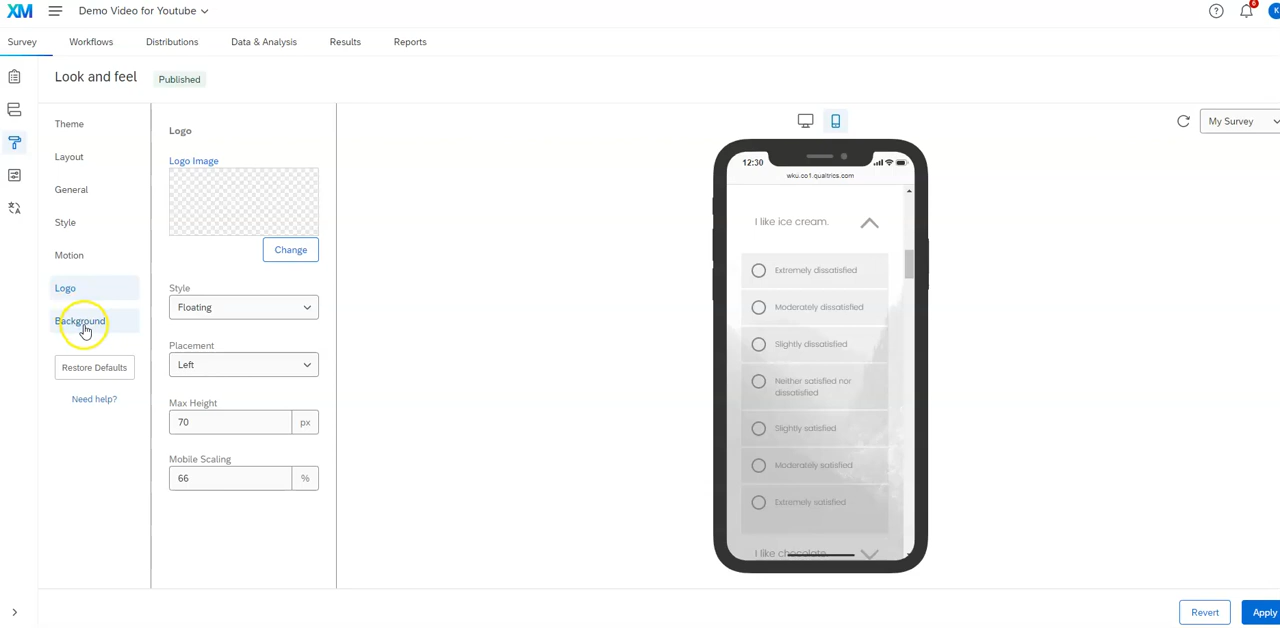 XM Demo Video for Youtube
6
K
Survey Workflows Distributions Data & Analysis Results Reports
Look and feel Published
Theme
Layout
General
Style
Motion
Logo
Background
Restore Defaults
Need help?
Logo
Logo Image
Change
Style
Floating
Placement
Left
Max Height
70 px
Mobile Scaling
66 %
My Survey
12:30
wku.co1.qualtrics.com
I like ice cream.
Extremely dissatisfied
Moderately dissatisfied
Slightly dissatisfied
Neither satisfied nor
dissatisfied
Slightly satisfied
Moderately satisfied
Extremely satisfied
I like chocolate.
Revert Apply